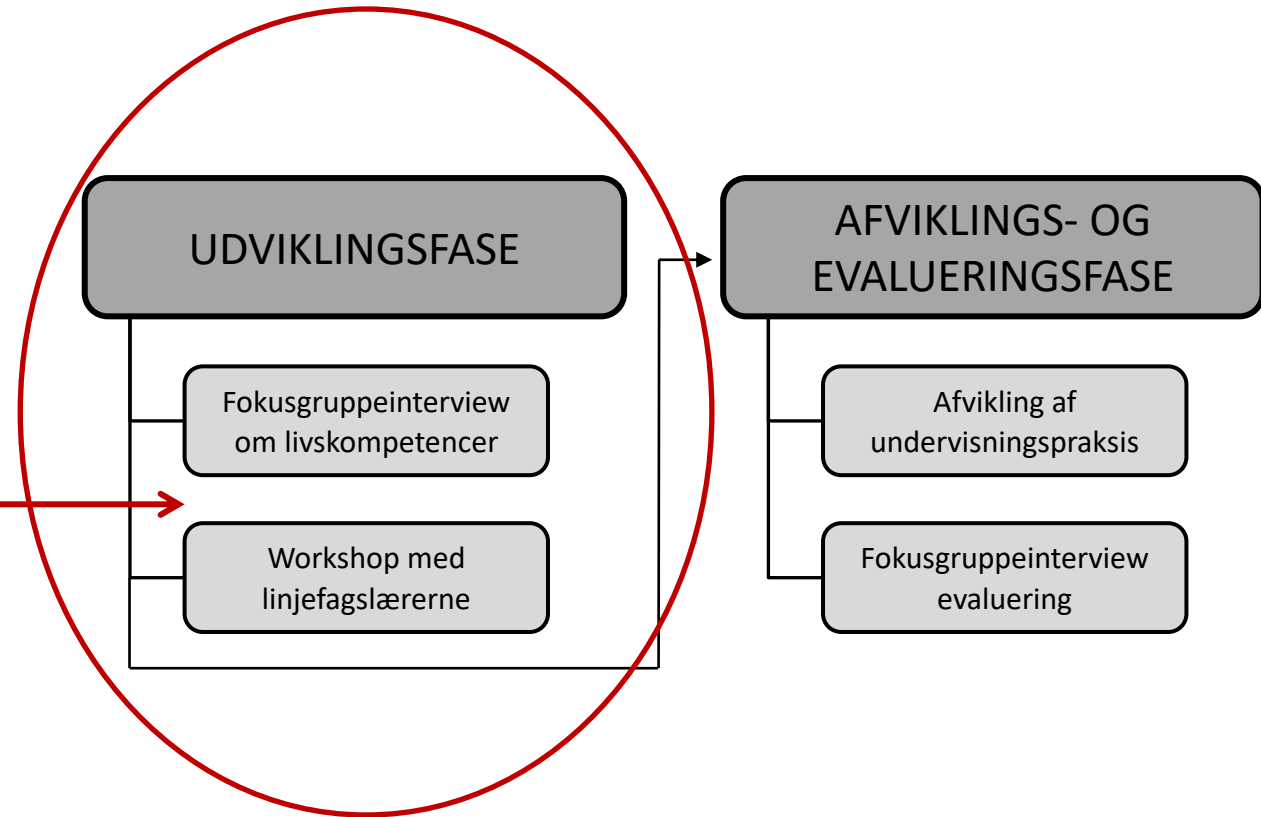 UDVIKLINGSFASE
Fokusgruppeinterview
om livskompetencer
Workshop med
linjefagslærerne
AFVIKLINGS- OG
EVALUERINGSFASE
Afvikling af
undervisningspraksis
Fokusgruppeinterview
evaluering